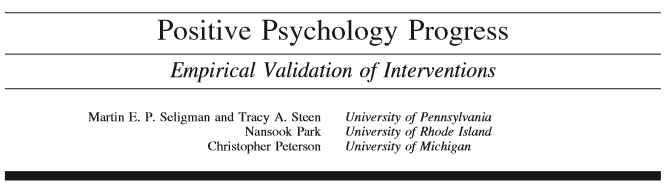 Positive Psychology Progress
Empirical Validation of Interventions
Martin E. P. Seligman and Tracy A. Steen University of Pennsylvania
Nansook Park University of Rhode Island
Christopher Peterson University of Michigan